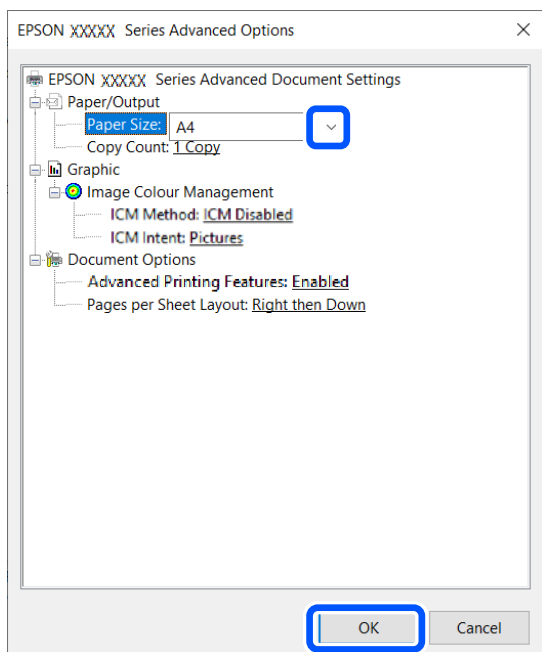 EPSON XXXXX Series Advanced Options
EPSON XXXXX Series Advanced Document Settings
Paper/Output
Paper Size: A4
Copy Count: 1 Copy
Graphic
Image Colour Management
ICM Method: ICM Disabled
ICM Intent: Pictures
Document Options
Advanced Printing Features: Enabled
Pages per Sheet Layout: Right then Down
OK Cancel